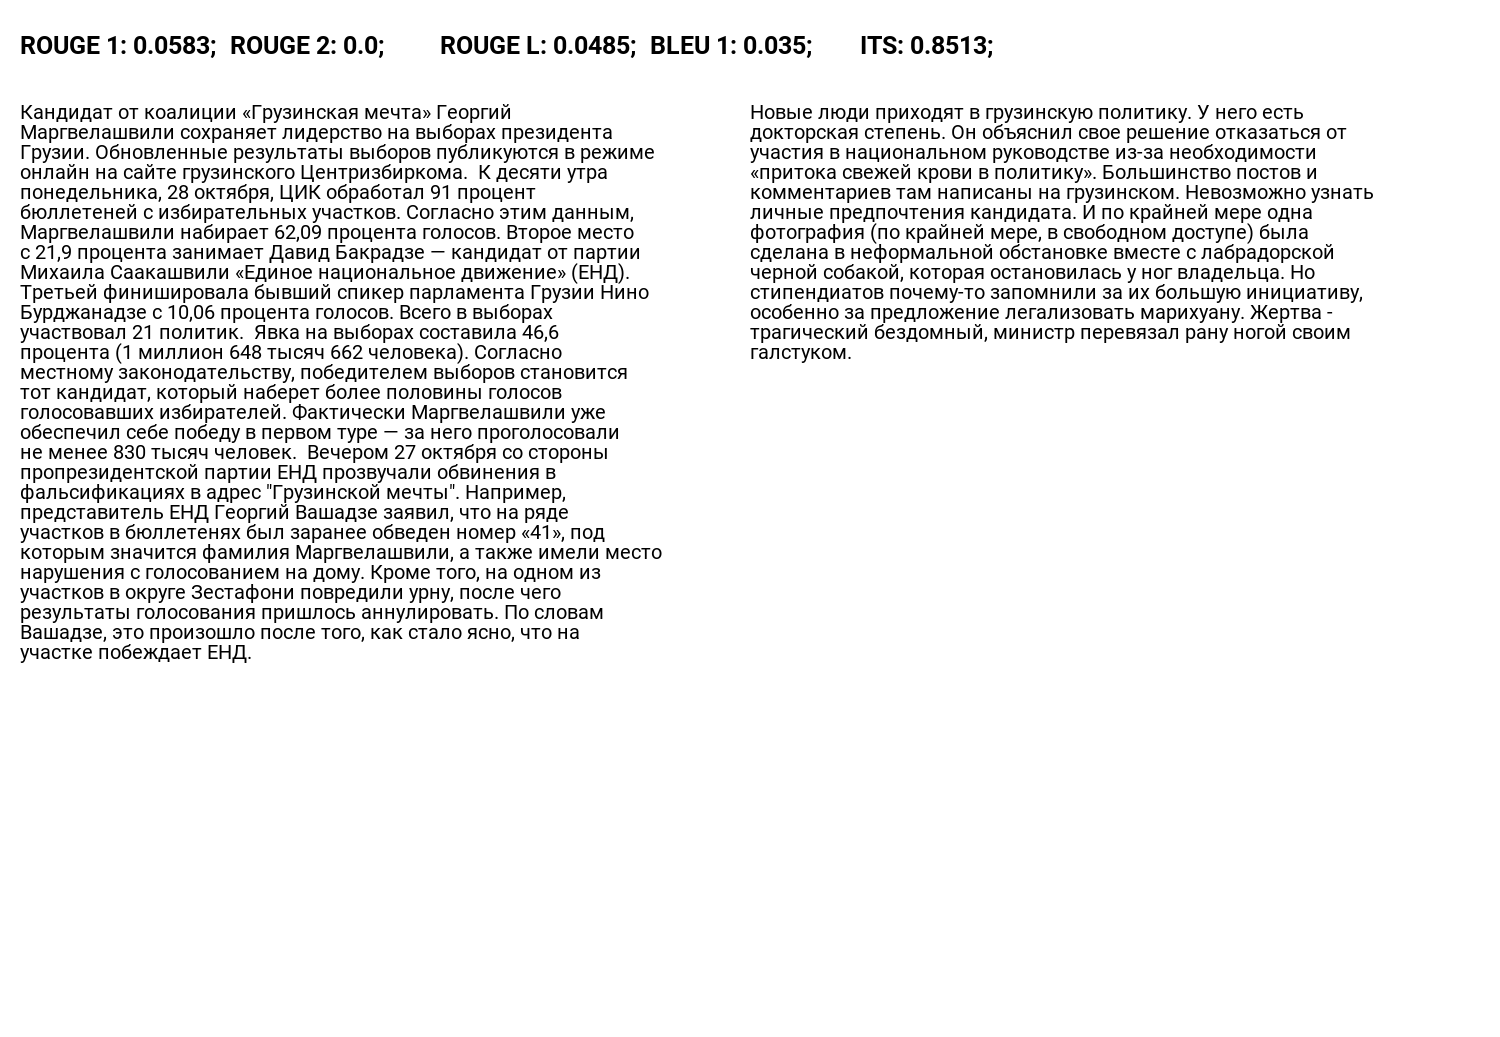 ROUGE 1: 0.0583; ROUGE 2: 0.0; ROUGE L: 0.0485; BLEU 1: 0.035; ITS: 0.8513;
Кандидат от коалиции «Грузинская мечта» Георгий
Маргвелашвили сохраняет лидерство на выборах президента
Грузии. Обновленные результаты выборов публикуются в режиме
онлайн на сайте грузинского Центризбиркома.  К десяти утра
понедельника, 28 октября, ЦИК обработал 91 процент
бюллетеней с избирательных участков. Согласно этим данным,
Маргвелашвили набирает 62,09 процента голосов. Второе место
с 21,9 процента занимает Давид Бакрадзе — кандидат от партии
Михаила Саакашвили «Единое национальное движение» (ЕНД).
Третьей финишировала бывший спикер парламента Грузии Нино
Бурджанадзе с 10,06 процента голосов. Всего в выборах
участвовал 21 политик.  Явка на выборах составила 46,6
процента (1 миллион 648 тысяч 662 человека). Согласно
местному законодательству, победителем выборов становится
тот кандидат, который наберет более половины голосов
голосовавших избирателей. Фактически Маргвелашвили уже
обеспечил себе победу в первом туре — за него проголосовали
не менее 830 тысяч человек.  Вечером 27 октября со стороны
пропрезидентской партии ЕНД прозвучали обвинения в
фальсификациях в адрес "Грузинской мечты". Например,
представитель ЕНД Георгий Вашадзе заявил, что на ряде
участков в бюллетенях был заранее обведен номер «41», под
которым значится фамилия Маргвелашвили, а также имели место
нарушения с голосованием на дому. Кроме того, на одном из
участков в округе Зестафони повредили урну, после чего
результаты голосования пришлось аннулировать. По словам
Вашадзе, это произошло после того, как стало ясно, что на
участке побеждает ЕНД.
Новые люди приходят в грузинскую политику. У него есть
докторская степень. Он объяснил свое решение отказаться от
участия в национальном руководстве из-за необходимости
«притока свежей крови в политику». Большинство постов и
комментариев там написаны на грузинском. Невозможно узнать
личные предпочтения кандидата. И по крайней мере одна
фотография (по крайней мере, в свободном доступе) была
сделана в неформальной обстановке вместе с лабрадорской
черной собакой, которая остановилась у ног владельца. Но
стипендиатов почему-то запомнили за их большую инициативу,
особенно за предложение легализовать марихуану. Жертва -
трагический бездомный, министр перевязал рану ногой своим
галстуком.